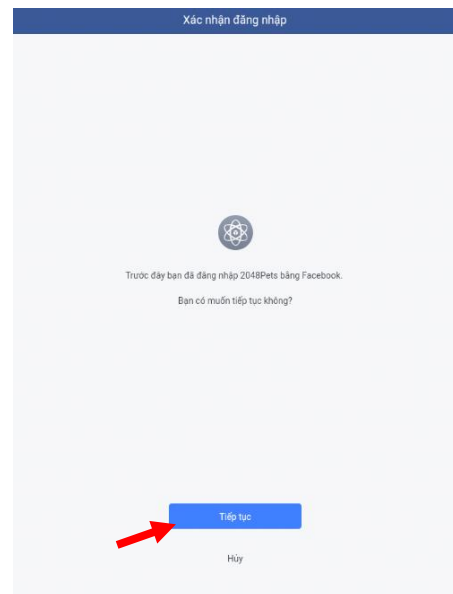 Xác nhận đăng nhập
Trước đây bạn đã đăng nhập 2048Pets bằng Facebook.
Bạn có muốn tiếp tục không?
Tiếp tục
Hủy